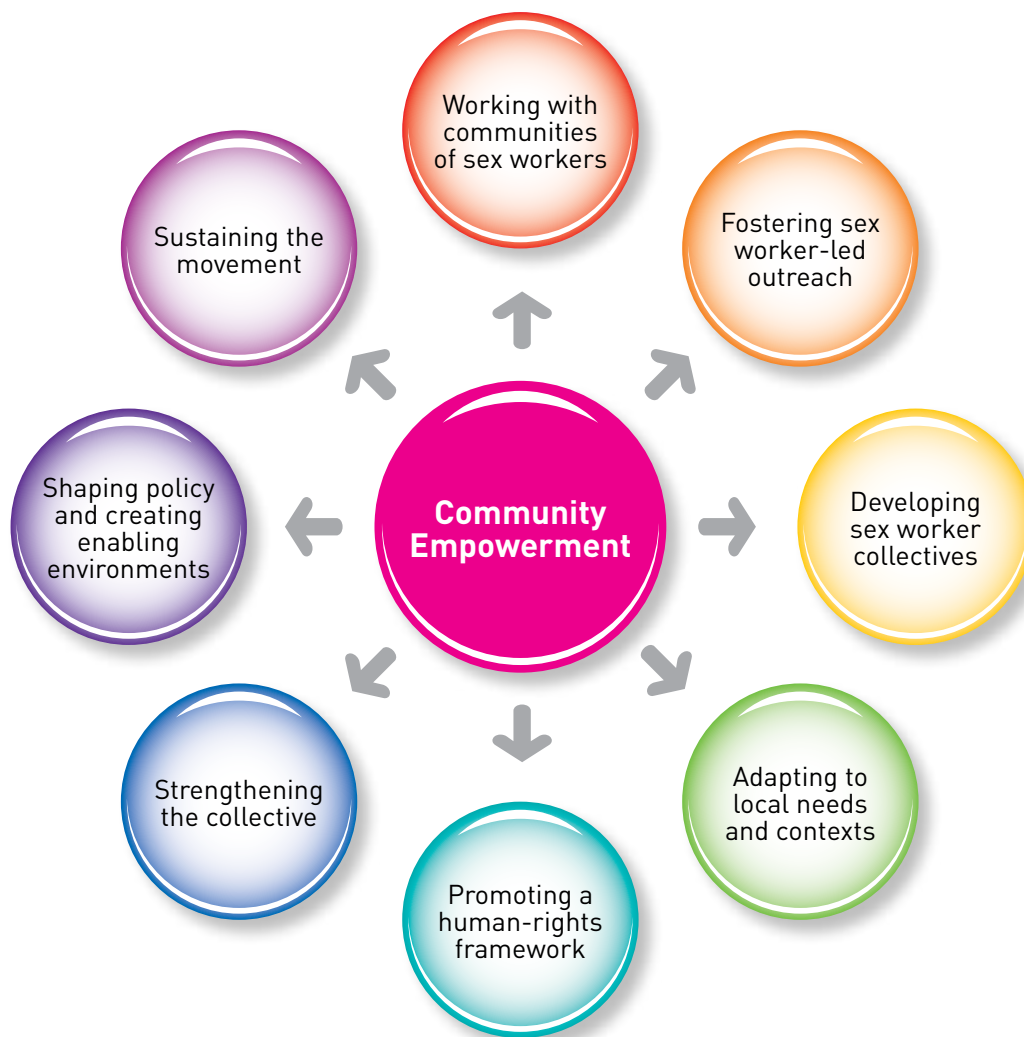 Working with
communities
of sex workers
Fostering sex
worker-led
outreach
Developing
sex worker
collectives
Adapting to
local needs
and contexts
Promoting a
human-rights
framework
Strengthening
the collective
Shaping policy
and creating
enabling
environments
Sustaining the
movement
Community
Empowerment